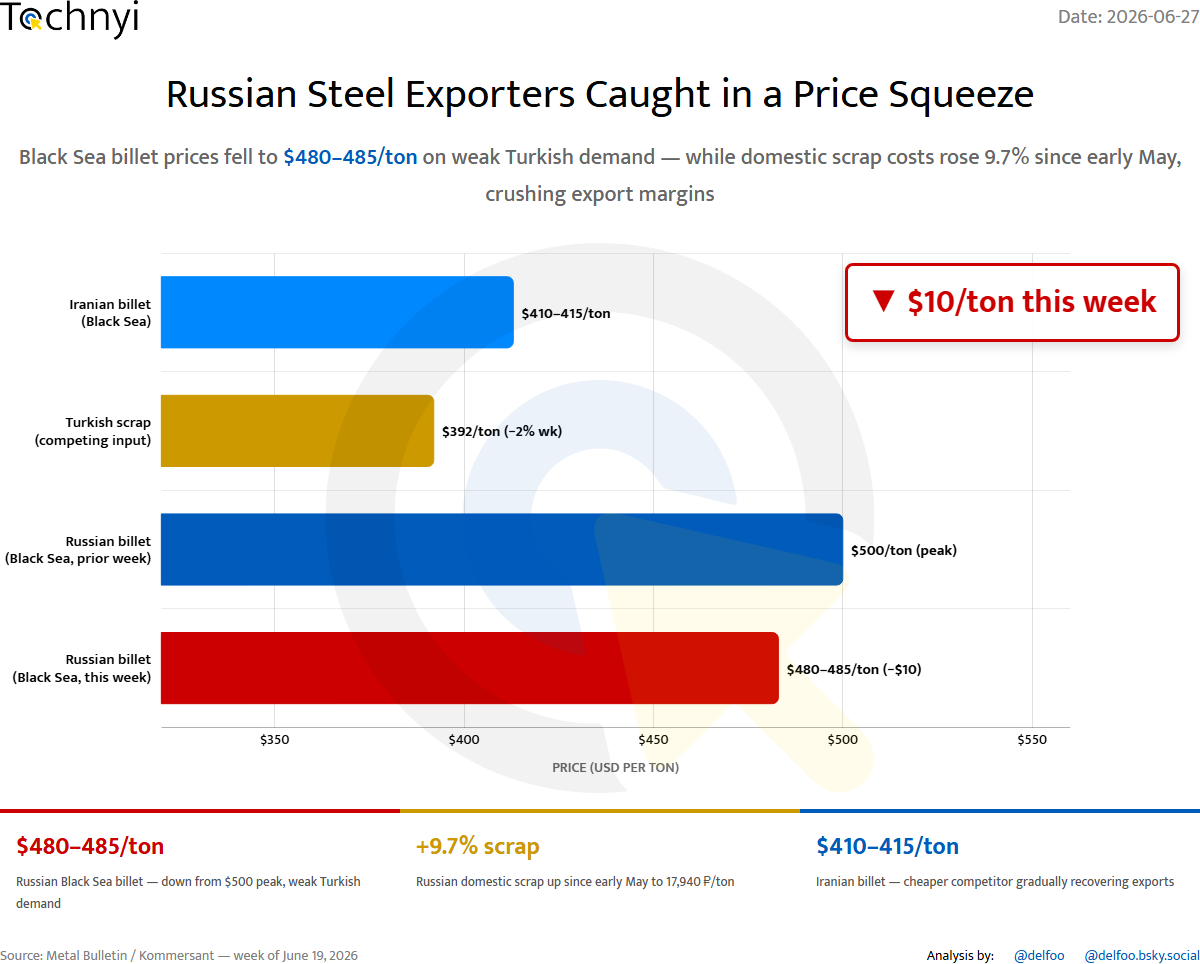 Tochnyi
Date: 2026-06-27
Russian Steel Exporters Caught in a Price Squeeze
Black Sea billet prices fell to $480–485/ton on weak Turkish demand — while domestic scrap costs rose 9.7% since early May,
crushing export margins
▼ $10/ton this week
Iranian billet
(Black Sea)
$410–415/ton
Turkish scrap
(competing input)
$392/ton (−2% wk)
Russian billet
(Black Sea, prior week)
$500/ton (peak)
Russian billet
(Black Sea, this week)
$480–485/ton (−$10)
$350
$400
$450
$500
$550
PRICE (USD PER TON)
$480–485/ton
Russian Black Sea billet — down from $500 peak, weak Turkish
demand
+9.7% scrap
Russian domestic scrap up since early May to 17,940 ₽/ton
$410–415/ton
Iranian billet — cheaper competitor gradually recovering exports
Source: Metal Bulletin / Kommersant — week of June 19, 2026
Analysis by: @delfoo @delfoo.bsky.social